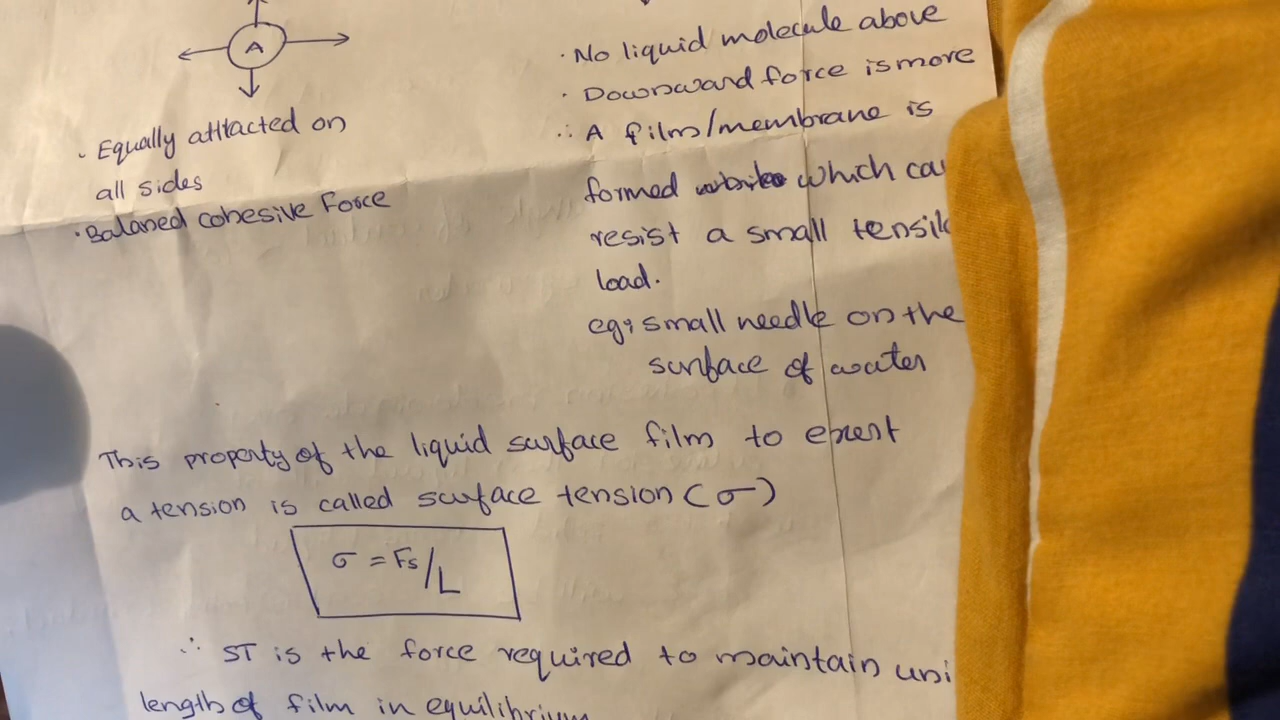 A
· Equally attracted on
all sides
· Balaned cohesive Force
· No liquid molecule above
· Downward force is more
∴ A film/membrane is
formed which
resist a small
load.
eg; small needle on the
surface of water
This property of the liquid surface film to exert
a tension is called surface tension (σ)
σ = Fs/L
∴ ST is the force required to maintain
length of film in equilibrium